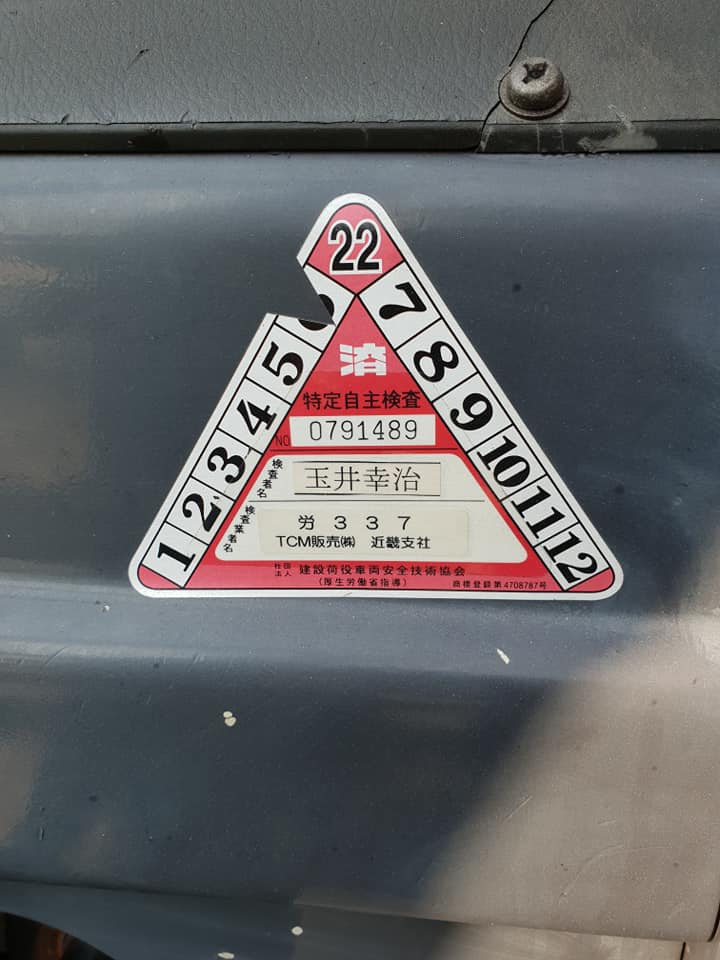 22
1 2 3 4 5 6
7 8 9 10 11 12
済
特定自主検査
NO 0791489
検査者名 玉井幸治
検査業者名 労 3 3 7
TCM販売㈱ 近畿支社
社団法人 建設荷役車両安全技術協会
(厚生労働省指導) 商標登録第4708787号